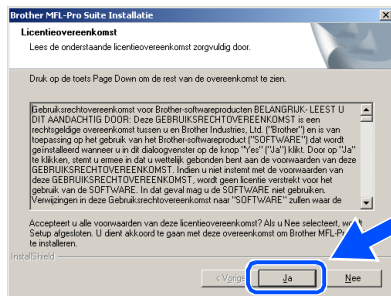 Brother MFL-Pro Suite Installatie
Licentieovereenkomst
Lees de onderstaande licentieovereenkomst zorgvuldig door.
Druk op de toets Page Down om de rest van de overeenkomst te zien.
Gebruiksrechtovereenkomst voor Brother-softwareproducten BELANGRIJK- LEEST U
DIT AANDACHTIG DOOR: Deze GEBRUIKSRECHTOVEREENKOMST is een
rechtsgeldige overeenkomst tussen u en Brother Industries, Ltd. ("Brother") en is van
toepassing op het gebruik van het Brother-softwareproduct ("SOFTWARE") dat wordt
geïnstalleerd wanneer u in dit dialoogvenster op de knop "Yes" ("Ja") klikt. Door op "Ja"
te klikken, stemt u ermee in dat u wettelijk gebonden bent aan de voorwaarden van deze
GEBRUIKSRECHTOVEREENKOMST. Indien u niet instemt met de voorwaarden van
deze GEBRUIKSRECHTOVEREENKOMST, wordt geen licentie verstrekt voor het
gebruik van de SOFTWARE. In dat geval mag u de SOFTWARE niet gebruiken.
Verwijzingen in deze Gebruiksrechtovereenkomst naar "SOFTWARE" zullen waar de
Accepteert u alle voorwaarden van deze licentieovereenkomst? Als u Nee selecteert,
Setup afgesloten. U dient akkoord te gaan met deze overeenkomst om Brother
te installeren.
InstallShield
< Vorige
Ja
Nee